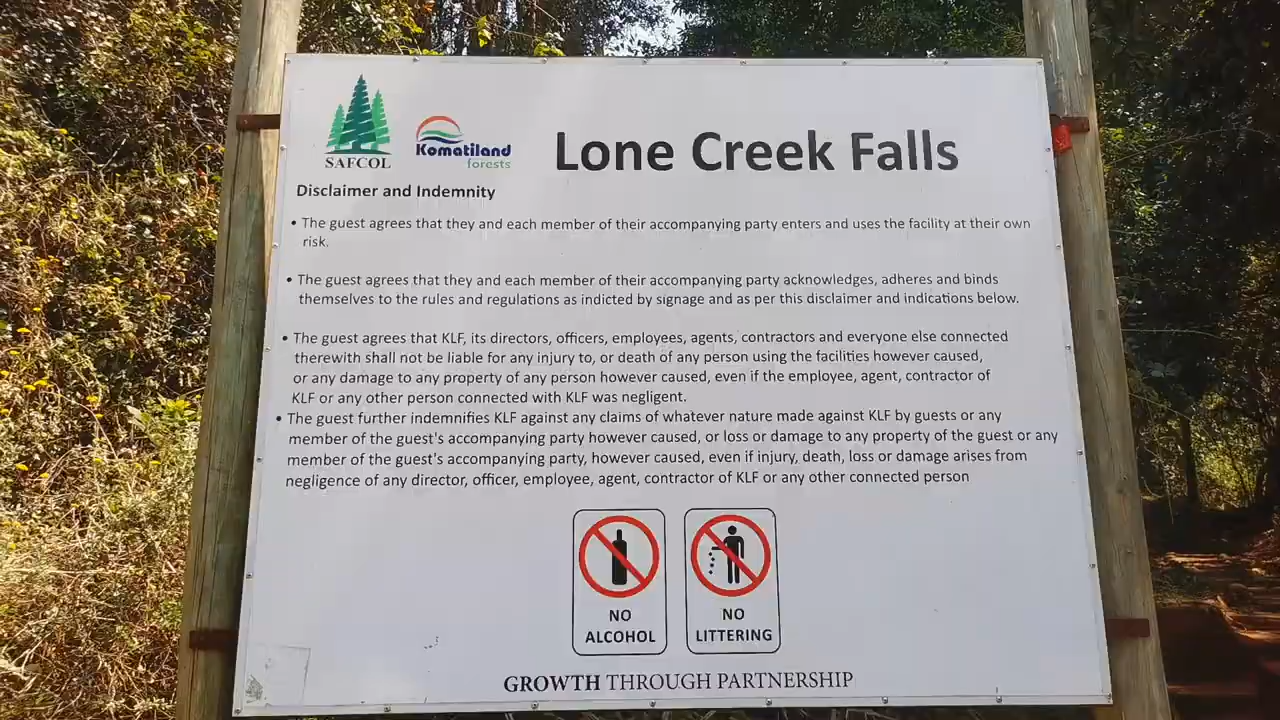 SAFCOL
Komatiland
forests
Lone Creek Falls
Disclaimer and Indemnity
• The guest agrees that they and each member of their accompanying party enters and uses the facility at their own
risk.
• The guest agrees that they and each member of their accompanying party acknowledges, adheres and binds
themselves to the rules and regulations as indicted by signage and as per this disclaimer and indications below.
• The guest agrees that KLF, its directors, officers, employees, agents, contractors and everyone else connected
therewith shall not be liable for any injury to, or death of any person using the facilities however caused,
or any damage to any property of any person however caused, even if the employee, agent, contractor of
KLF or any other person connected with KLF was negligent.
• The guest further indemnifies KLF against any claims of whatever nature made against KLF by guests or any
member of the guest's accompanying party however caused, or loss or damage to any property of the guest or any
member of the guest's accompanying party, however caused, even if injury, death, loss or damage arises from
negligence of any director, officer, employee, agent, contractor of KLF or any other connected person
NO
ALCOHOL
NO
LITTERING
GROWTH THROUGH PARTNERSHIP